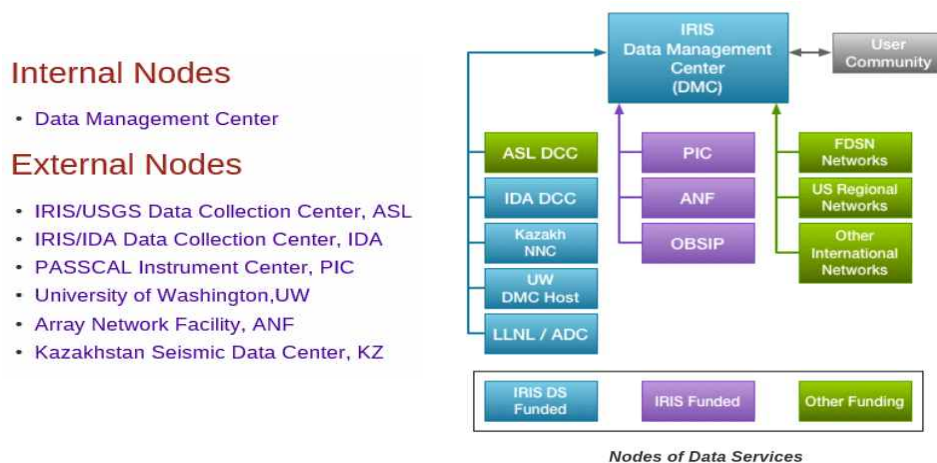 Internal Nodes
• Data Management Center
External Nodes
• IRIS/USGS Data Collection Center, ASL
• IRIS/IDA Data Collection Center, IDA
• PASSCAL Instrument Center, PIC
• University of Washington,UW
• Array Network Facility, ANF
• Kazakhstan Seismic Data Center, KZ
IRIS
Data Management
Center
(DMC)
User
Community
ASL DCC
IDA DCC
Kazakh
NNC
UW
DMC Host
LLNL / ADC
PIC
ANF
OBSIP
FDSN
Networks
US Regional
Networks
Other
International
Networks
IRIS DS
Funded
IRIS Funded
Other Funding
Nodes of Data Services